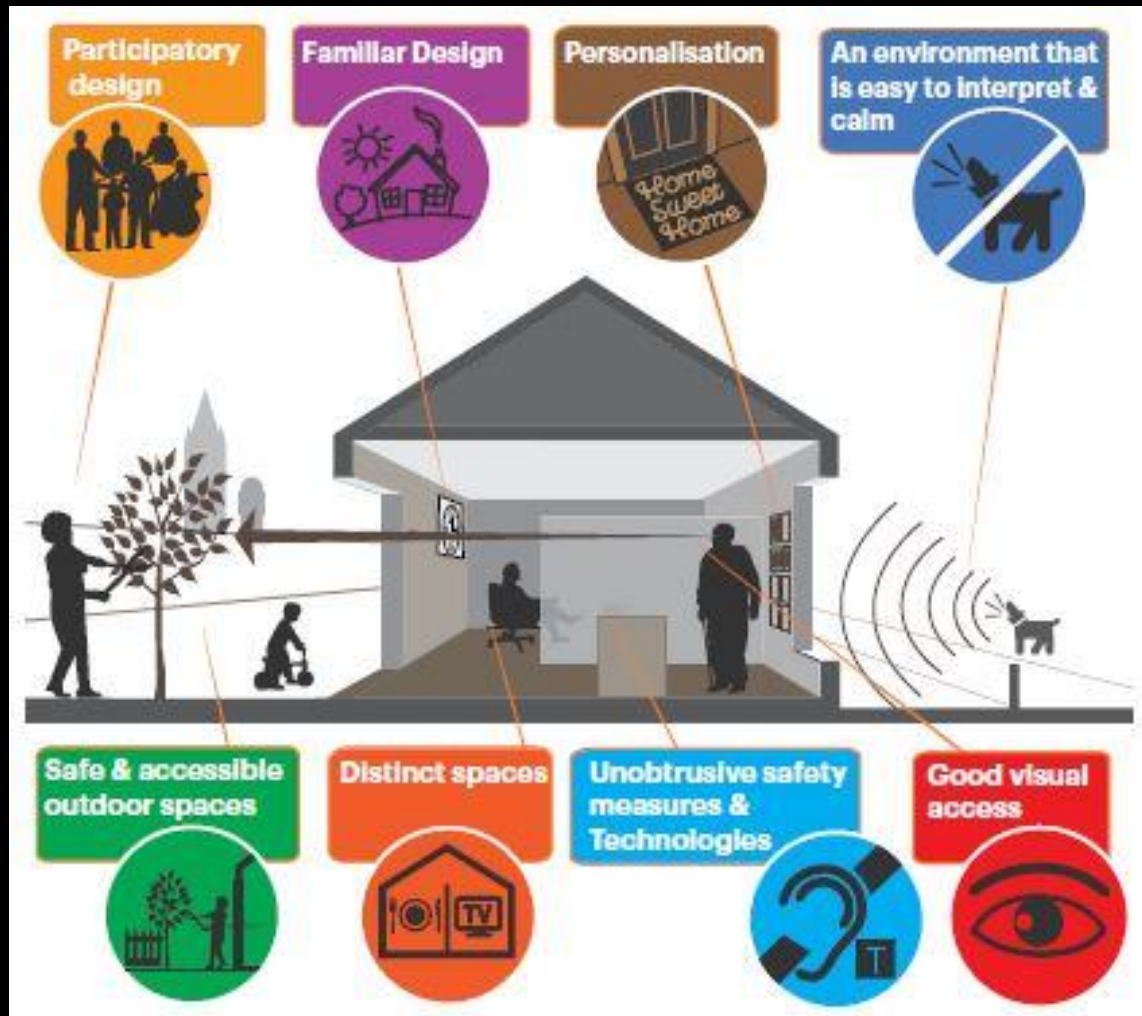 Participatory
design
Familiar Design
Personalisation
Home
Sweet
Home
An environment that
is easy to interpret &
calm
Safe & accessible
outdoor spaces
Distinct spaces
TV
Unobtrusive safety
measures &
Technologies
T
Good visual
access